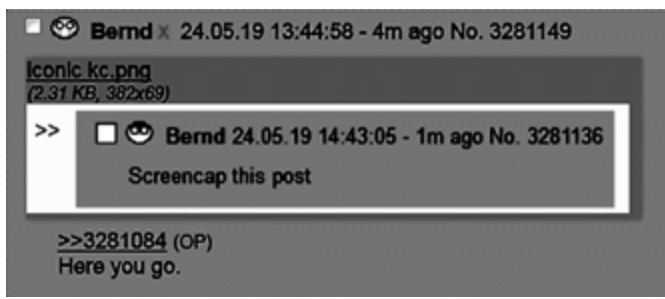 Bernd x 24.05.19 13:44:58 - 4m ago No. 3281149
Iconic kc.png
(2.31 KB, 382x69)
>> Bernd 24.05.19 14:43:05 - 1m ago No. 3281136
Screencap this post
>>3281084 (OP)
Here you go.